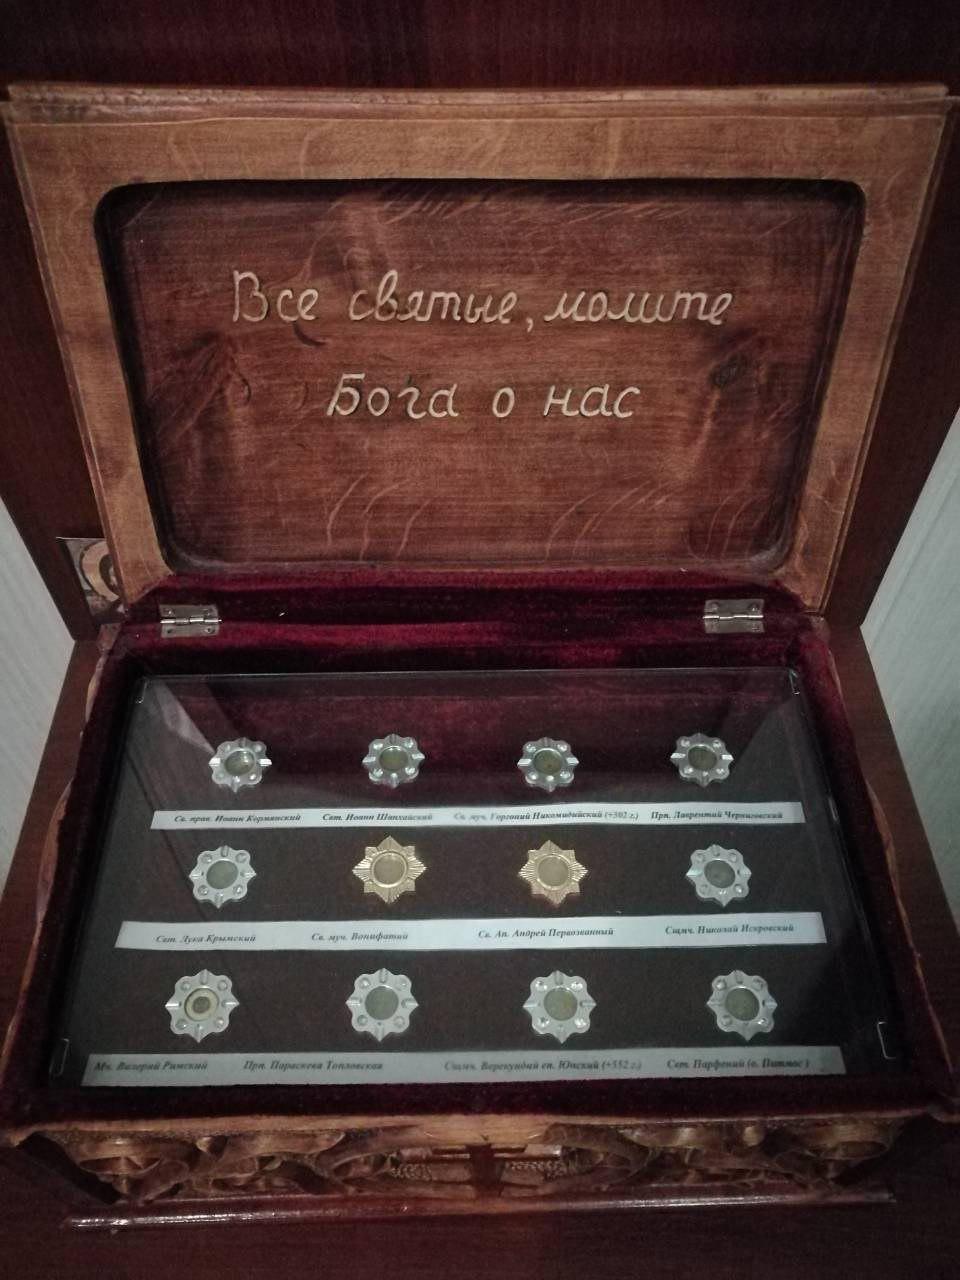 Все святые, молите
Бога о нас
Св. прав. Иоанн Кормянский Свт. Иоанн Шанхайский Св. муч. Горгоний Никомидийский (+302 г.) Прп. Лаврентий Черниговский
Свт. Лука Крымский Св. муч. Вонифатий Св. Ап. Андрей Первозванный Сщмч. Николай Искровский
Мч. Валерий Римский Прп. Параскева Топловская Сщмч. Верекундий еп. Юнский (+552 г.) Свт. Парфений (о. Патмос)